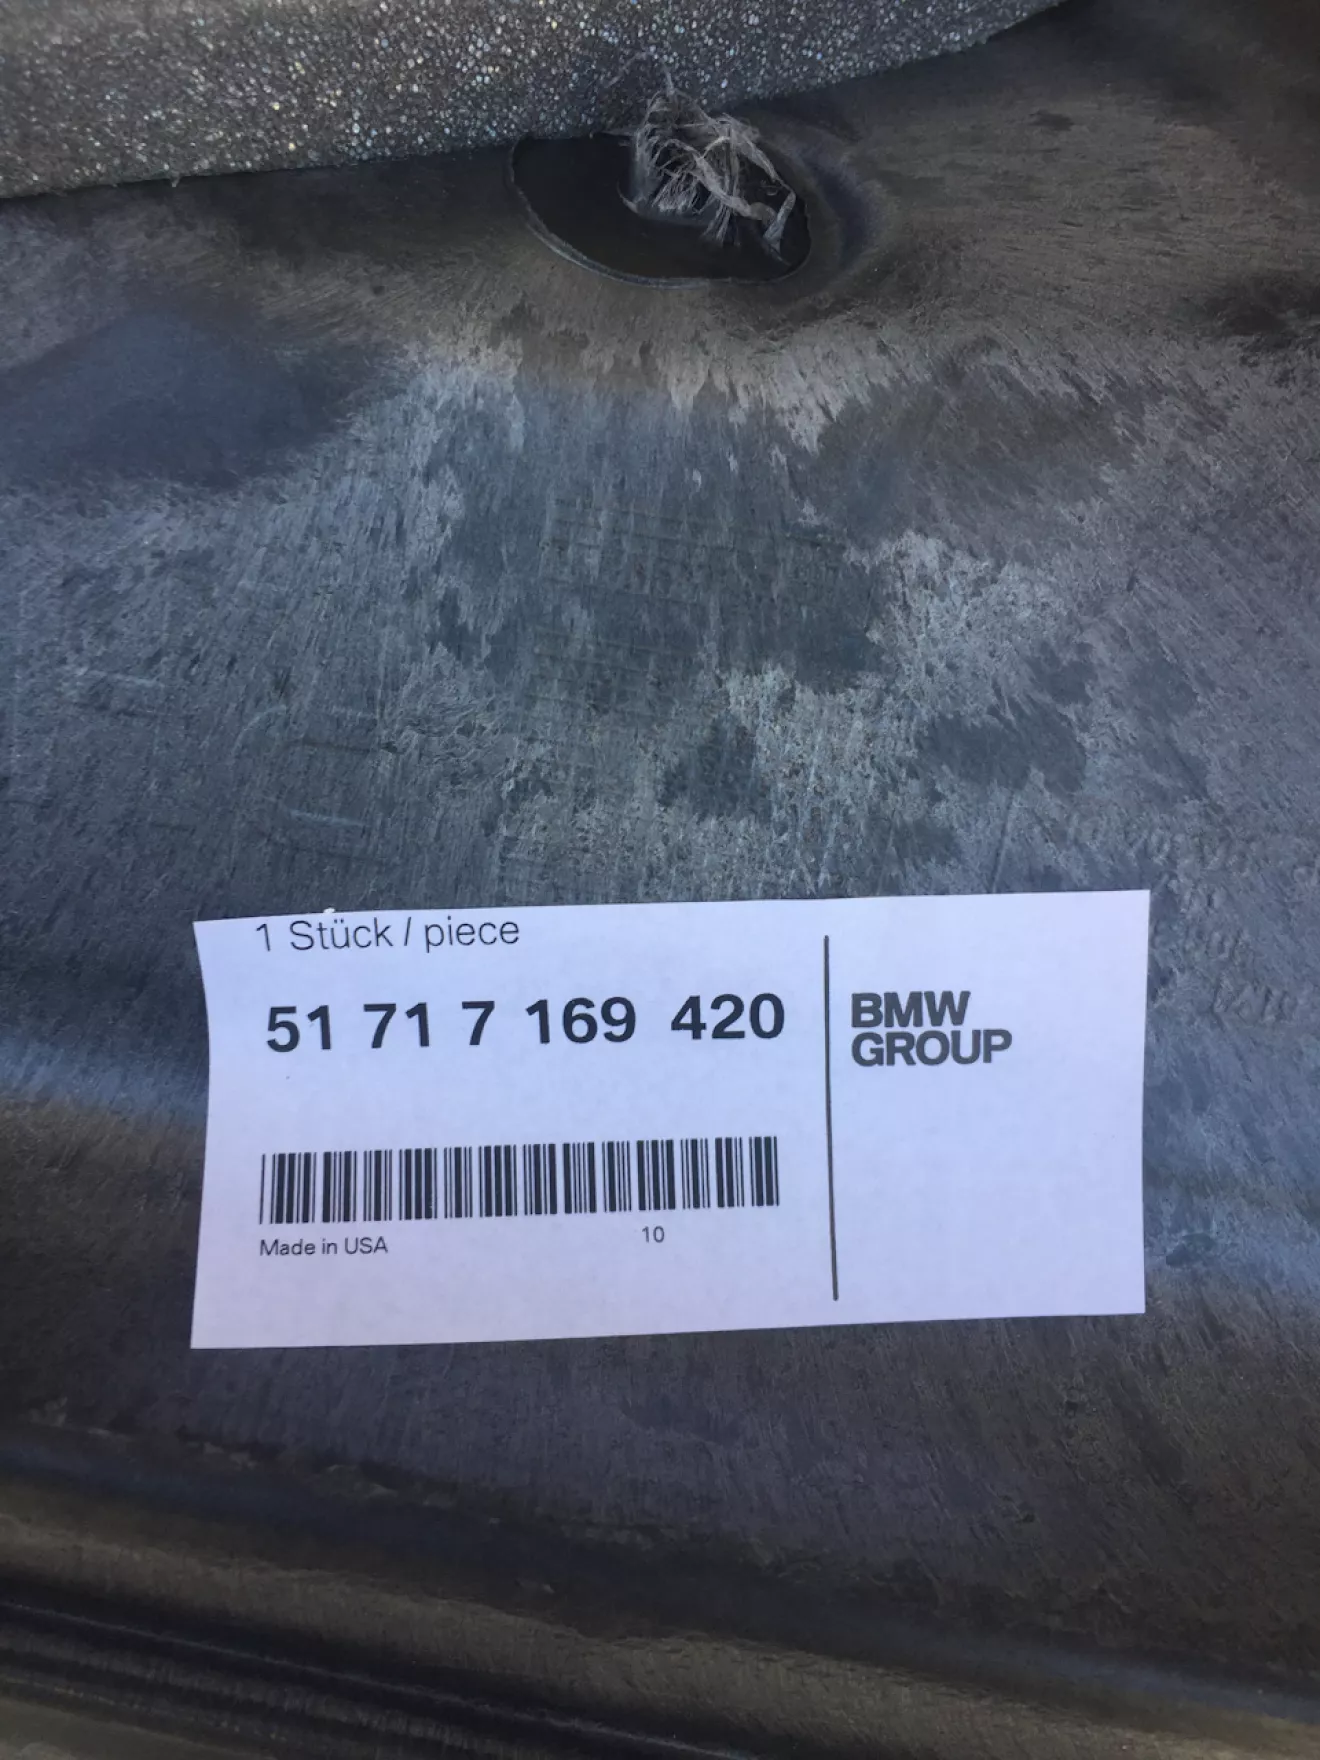 1 Stück / piece
51 71 7 169 420
BMW
GROUP
Made in USA
10